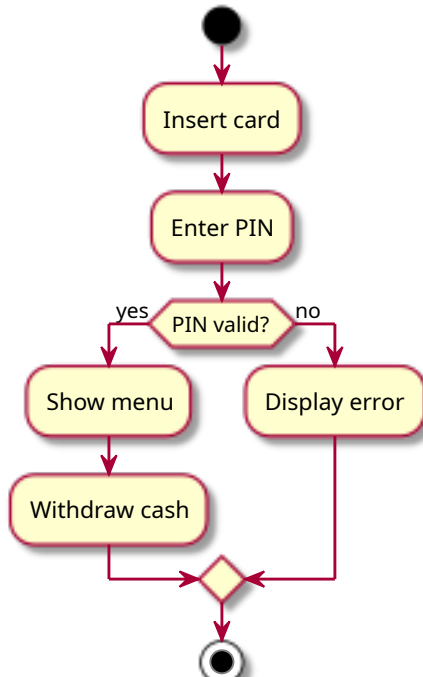 Insert card
Enter PIN
yes
PIN valid?
no
Show menu
Display error
Withdraw cash